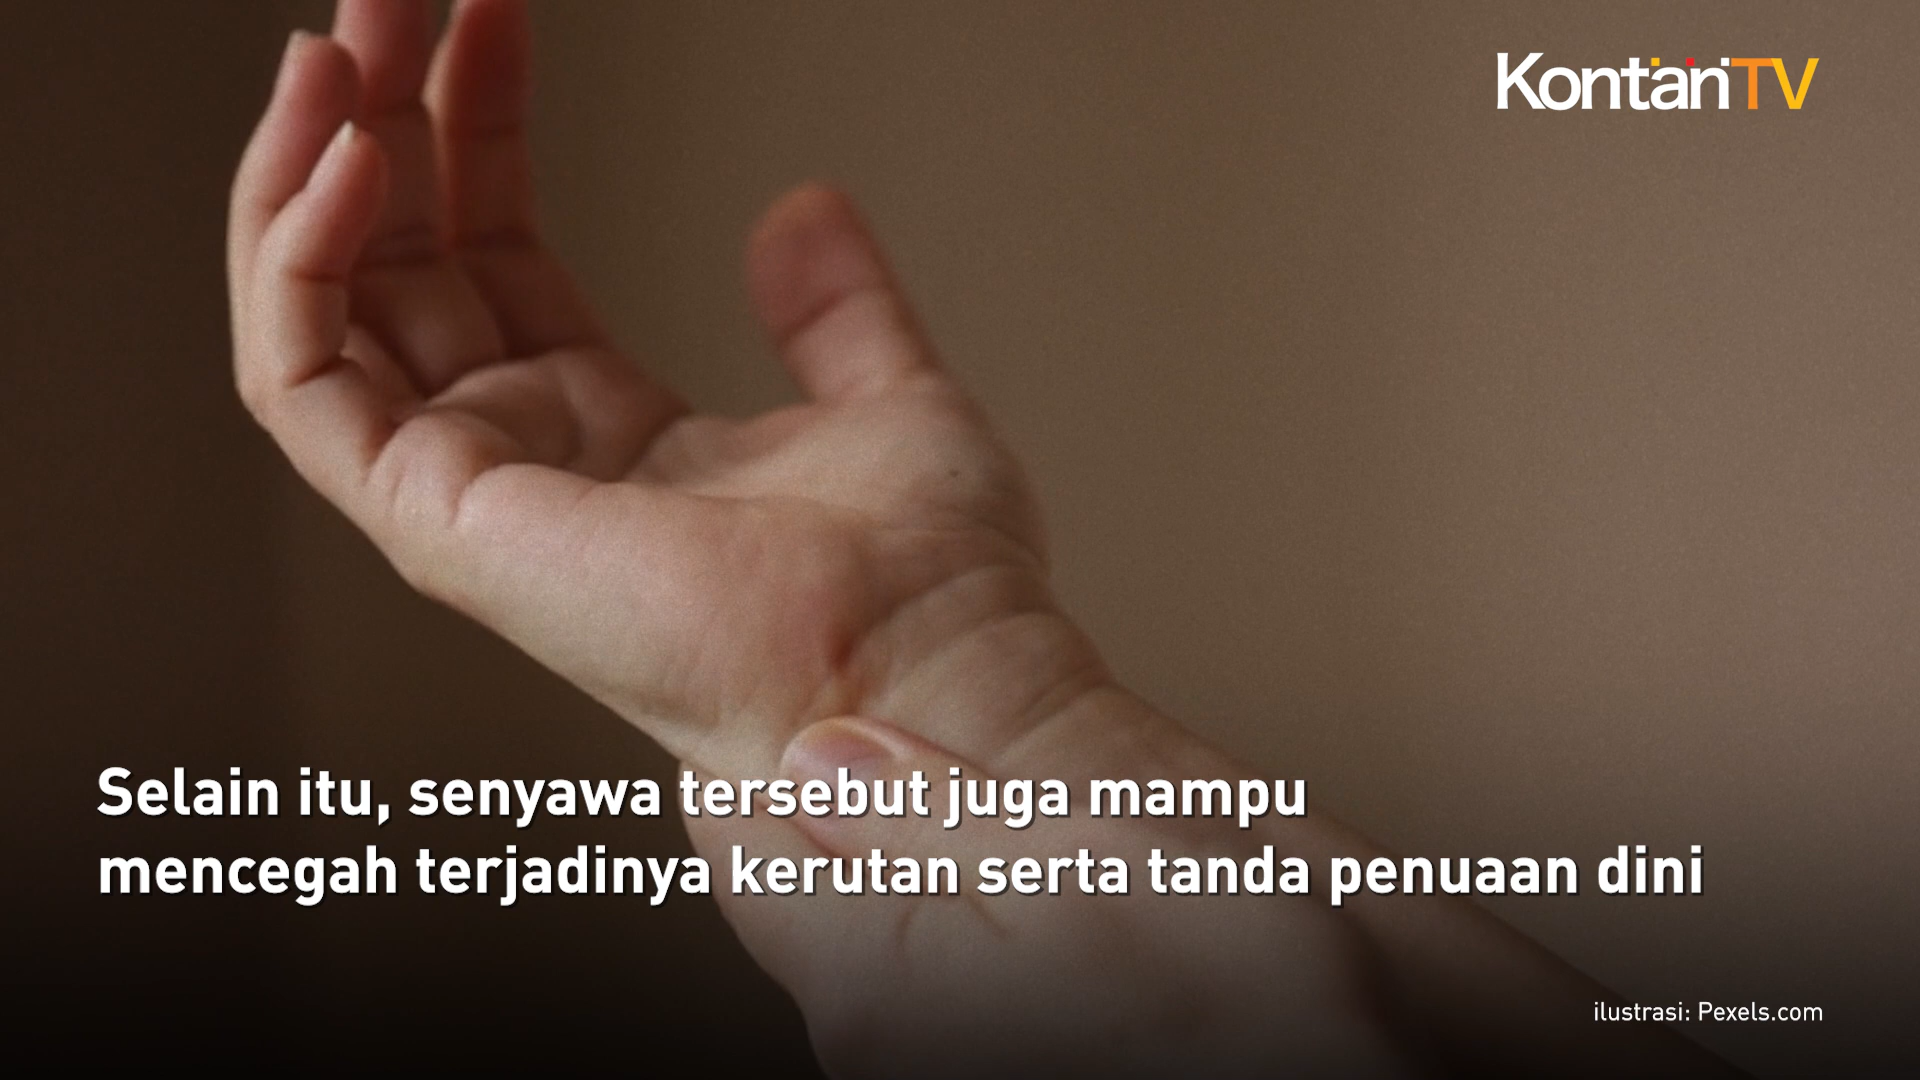 KontanTV
Selain itu, senyawa tersebut juga mampu
mencegah terjadinya kerutan serta tanda penuaan dini
ilustrasi: Pexels.com